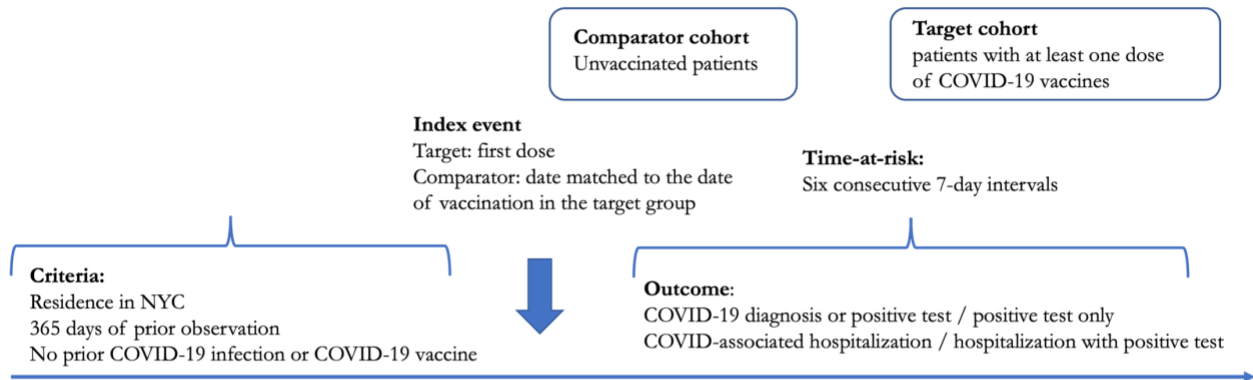 Comparator cohort
Unvaccinated patients
Target cohort
patients with at least one dose
of COVID-19 vaccines
Index event
Target: first dose
Comparator: date matched to the date
of vaccination in the target group
Time-at-risk:
Six consecutive 7-day intervals
Criteria:
Residence in NYC
365 days of prior observation
No prior COVID-19 infection or COVID-19 vaccine
Outcome:
COVID-19 diagnosis or positive test / positive test only
COVID-associated hospitalization / hospitalization with positive test